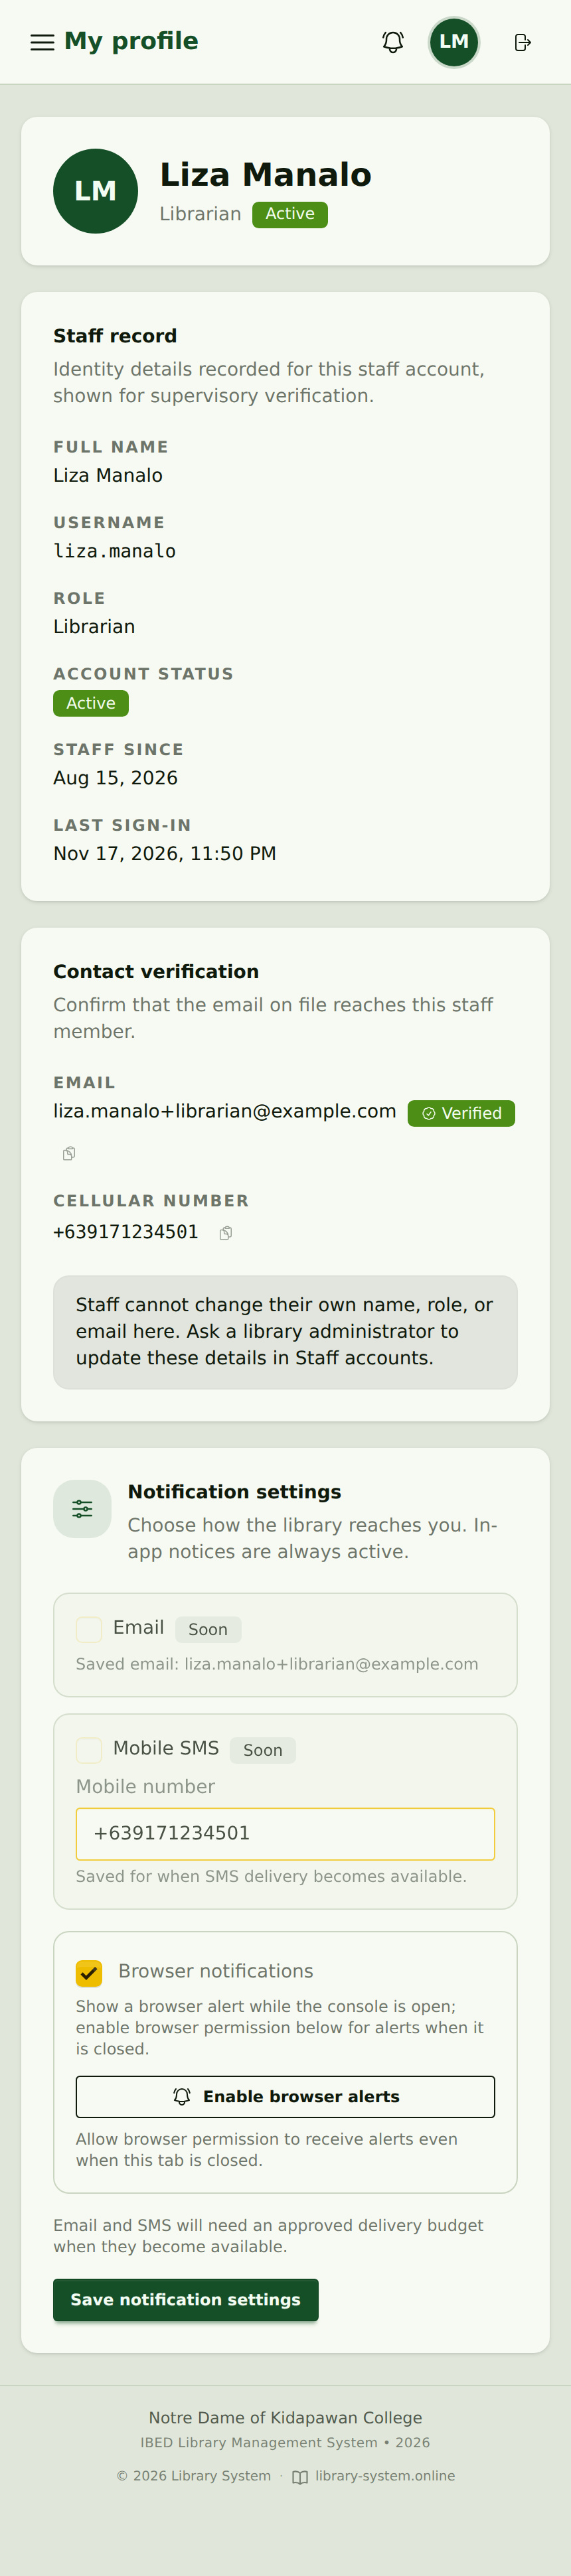 My profile
LM
LM
Liza Manalo
Librarian Active
Staff record
Identity details recorded for this staff account,
shown for supervisory verification.
FULL NAME
Liza Manalo
USERNAME
liza.manalo
ROLE
Librarian
ACCOUNT STATUS
Active
STAFF SINCE
Aug 15, 2026
LAST SIGN-IN
Nov 17, 2026, 11:50 PM
Contact verification
Confirm that the email on file reaches this staff
member.
EMAIL
liza.manalo+librarian@example.com Verified
CELLULAR NUMBER
+639171234501
Staff cannot change their own name, role, or
email here. Ask a library administrator to
update these details in Staff accounts.
Notification settings
Choose how the library reaches you. In-
app notices are always active.
Email Soon
Saved email: liza.manalo+librarian@example.com
Mobile SMS Soon
Mobile number
+639171234501
Saved for when SMS delivery becomes available.
Browser notifications
Show a browser alert while the console is open;
enable browser permission below for alerts when it
is closed.
Enable browser alerts
Allow browser permission to receive alerts even
when this tab is closed.
Email and SMS will need an approved delivery budget
when they become available.
Save notification settings
Notre Dame of Kidapawan College
IBED Library Management System • 2026
© 2026 Library System · library-system.online